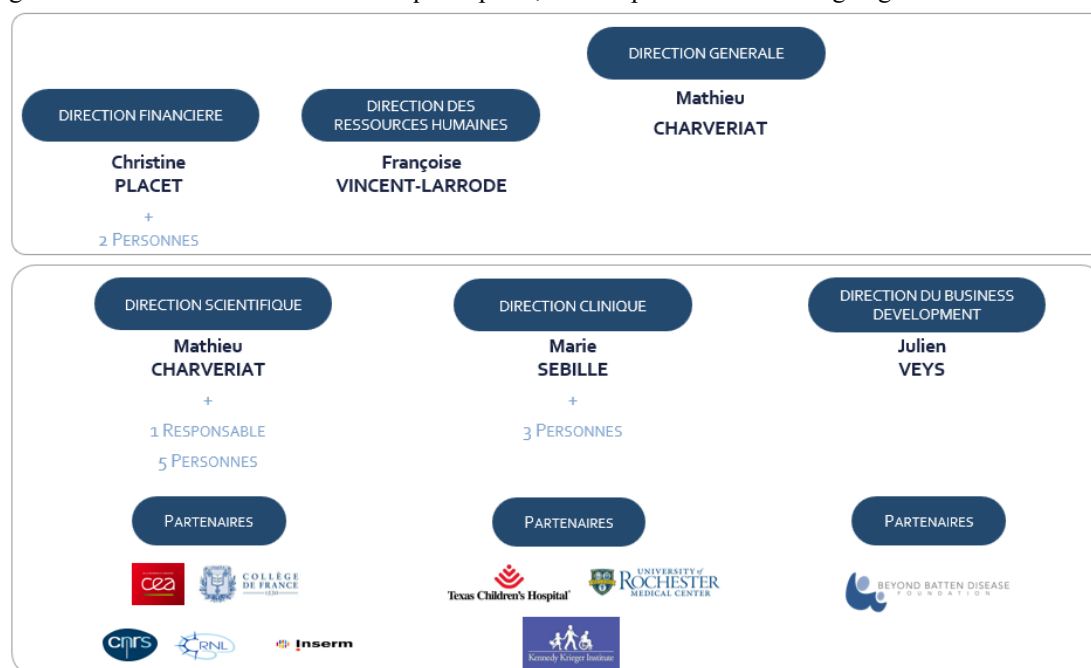 DIRECTION GENERALE
Mathieu
CHARVERIAT
DIRECTION FINANCIERE
Christine
PLACET
+
2 PERSONNES
DIRECTION DES
RESSOURCES HUMAINES
Françoise
VINCENT-LARRODE
DIRECTION SCIENTIFIQUE
Mathieu
CHARVERIAT
+
1 RESPONSABLE
5 PERSONNES
PARTENAIRES
cea
COLLÈGE
DE FRANCE
1530
cnrs
CRNL
Inserm
DIRECTION CLINIQUE
Marie
SEBILLE
+
3 PERSONNES
PARTENAIRES
Texas Children's Hospital
UNIVERSITY of
ROCHESTER
MEDICAL CENTER
Kennedy Krieger Institute
DIRECTION DU BUSINESS
DEVELOPMENT
Julien
VEYS
PARTENAIRES
BEYOND BATTEN DISEASE
FOUNDATION